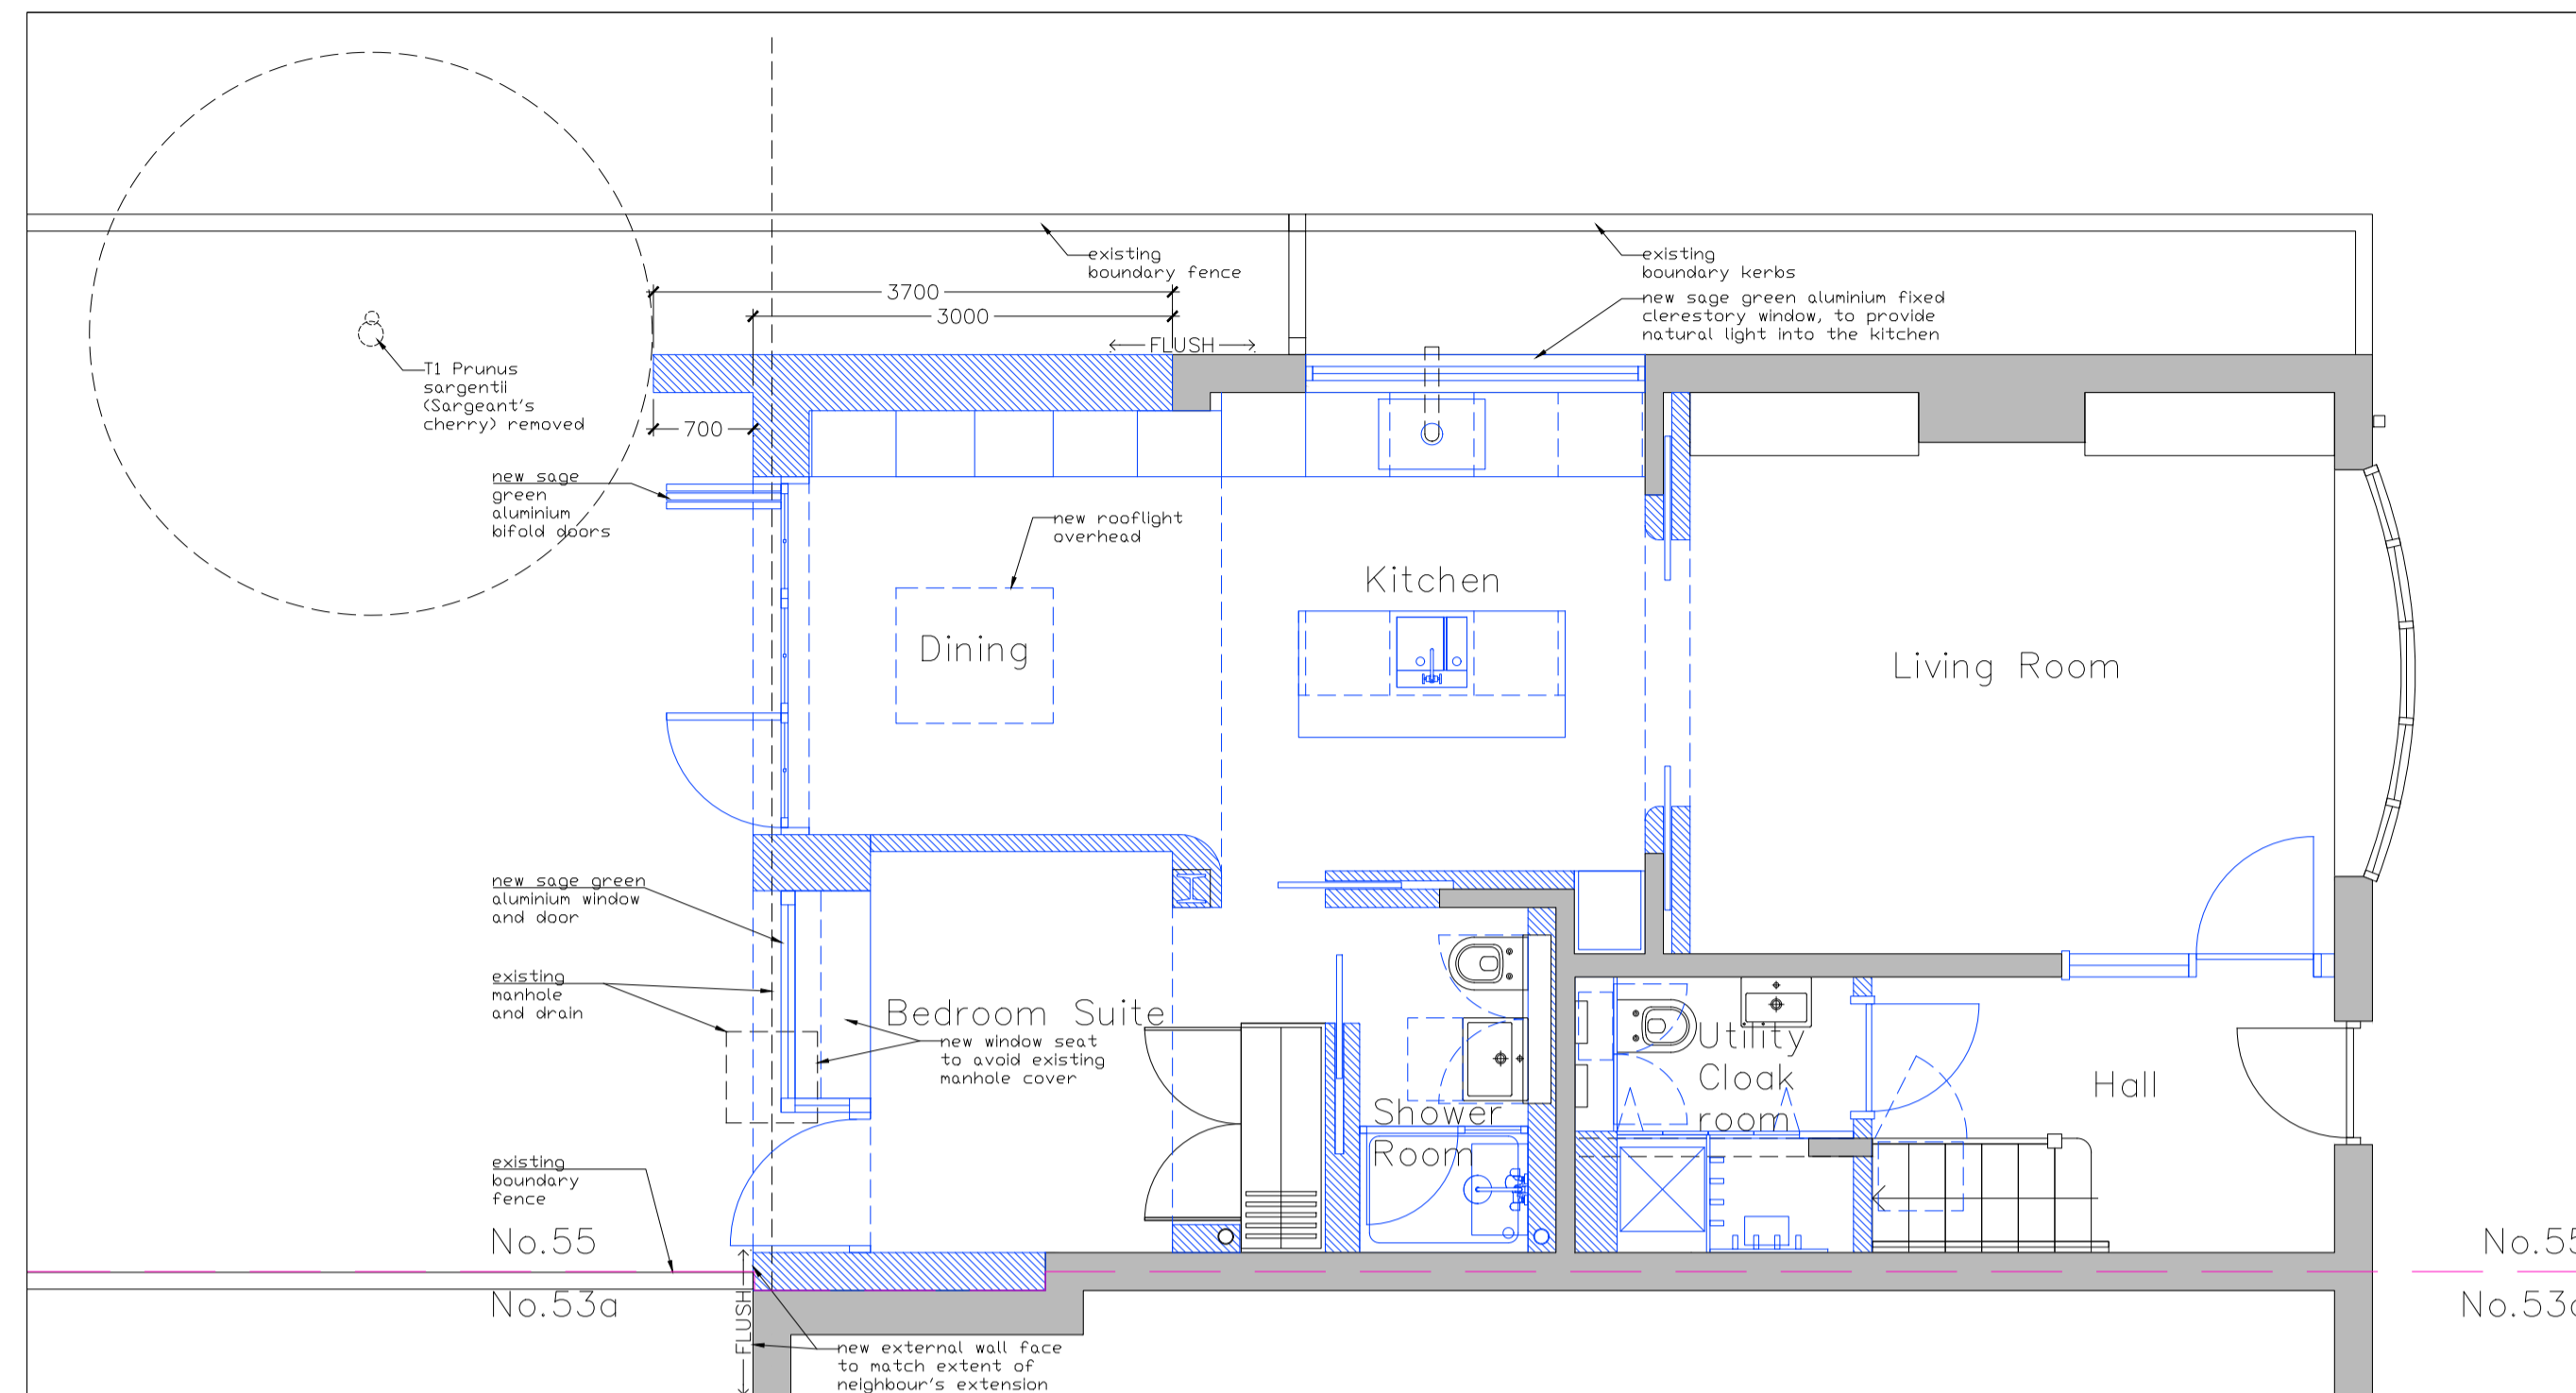 existing
boundary fence
existing
boundary kerbs
3700
new sage green aluminium fixed
clerestory window, to provide
natural light into the kitchen
3000
FLUSH
T1 Prunus
sargentii
(Sargeant's
cherry) removed
700
new sage
green
aluminium
bifold doors
new rooflight
overhead
Kitchen
Dining
Living Room
new sage green
aluminium window
and door
existing
manhole
and drain
Bedroom Suite
new window seat
to avoid existing
manhole cover
Utility
Cloak
room
Hall
Shower
Room
existing
boundary
fence
No.55
No.53a
FLUSH
new external wall face
to match extent of
neighbour's extension